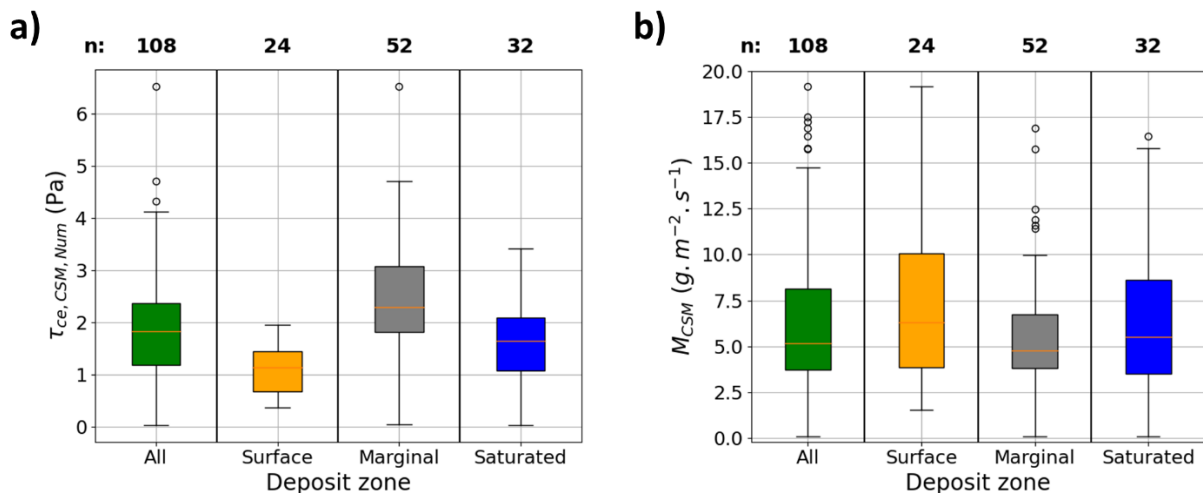 a)
n: 108 24 52 32
τce,CSM,Num (Pa)
6
5
4
3
2
1
0
All Surface Marginal Saturated
Deposit zone
b)
n: 108 24 52 32
MCSM (g.m−2.s−1)
20.0
17.5
15.0
12.5
10.0
7.5
5.0
2.5
0.0
All Surface Marginal Saturated
Deposit zone